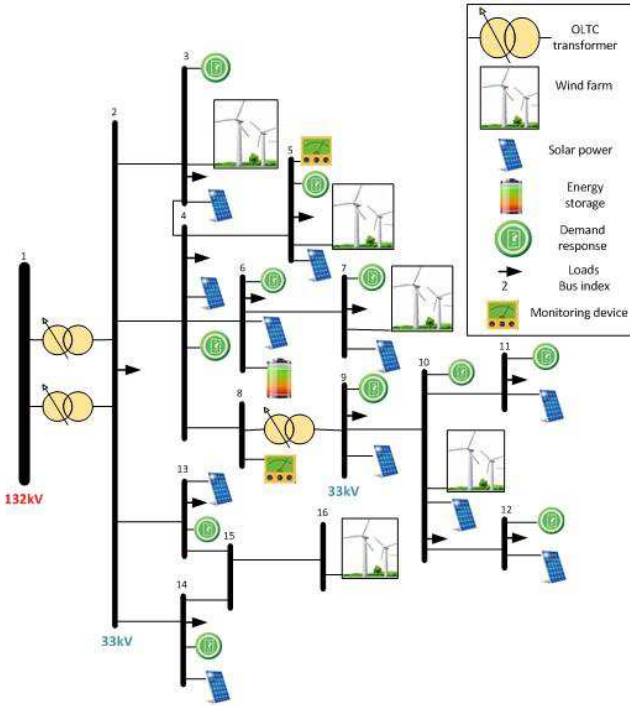 OLTC
transformer
Wind farm
Solar power
Energy
storage
Demand
response
Loads
2 Bus index
Monitoring device
1
2
3
4
5
6
7
8
9
10
11
12
13
14
15
16
132kV
33kV
33kV